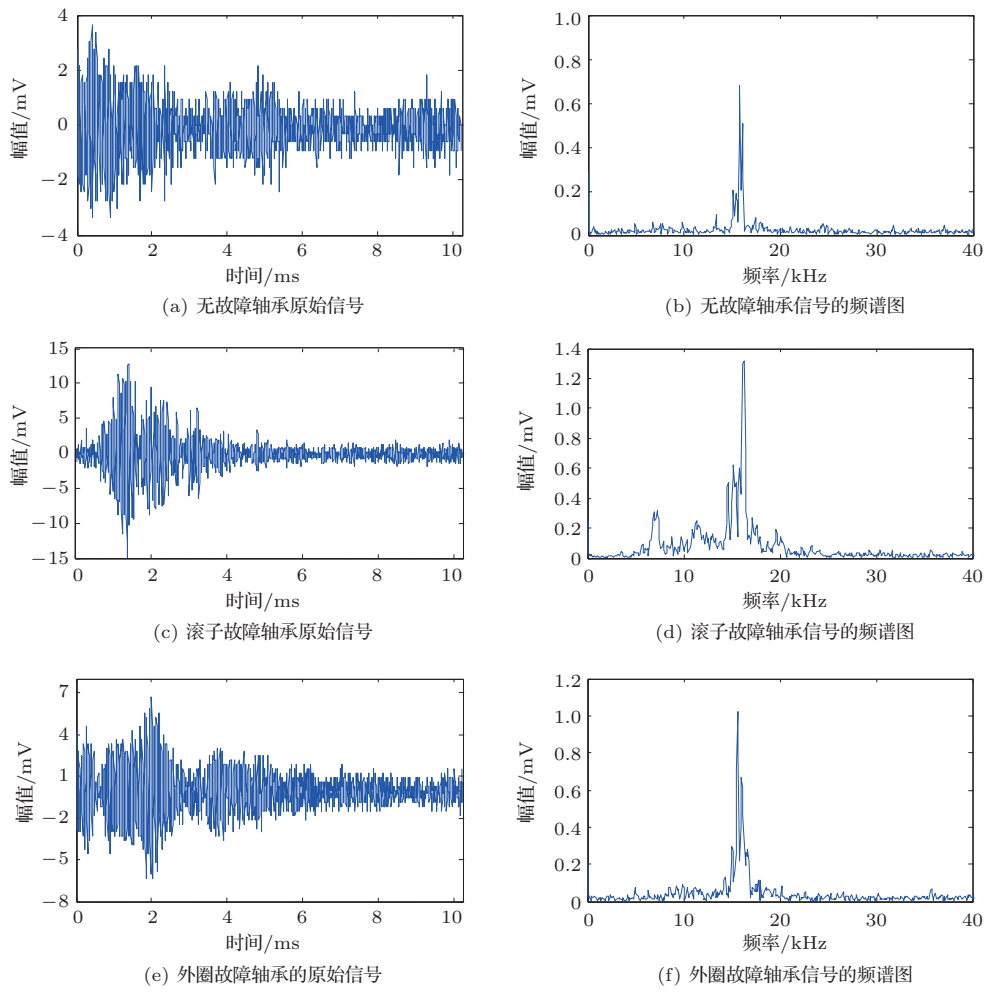 4
2
0
−2
−4
幅值/mV
0 2 4 6 8 10
时间/ms
(a) 无故障轴承原始信号
1.0
0.8
0.6
0.4
0.2
0
幅值/mV
0 10 20 30 40
频率/kHz
(b) 无故障轴承信号的频谱图
15
10
5
0
−5
−10
−15
幅值/mV
0 2 4 6 8 10
时间/ms
(c) 滚子故障轴承原始信号
1.4
1.2
1.0
0.8
0.6
0.4
0.2
0
幅值/mV
0 10 20 30 40
频率/kHz
(d) 滚子故障轴承信号的频谱图
7
4
1
−2
−5
−8
幅值/mV
0 2 4 6 8 10
时间/ms
(e) 外圈故障轴承的原始信号
1.2
1.0
0.8
0.6
0.4
0.2
0
幅值/mV
0 10 20 30 40
频率/kHz
(f) 外圈故障轴承信号的频谱图